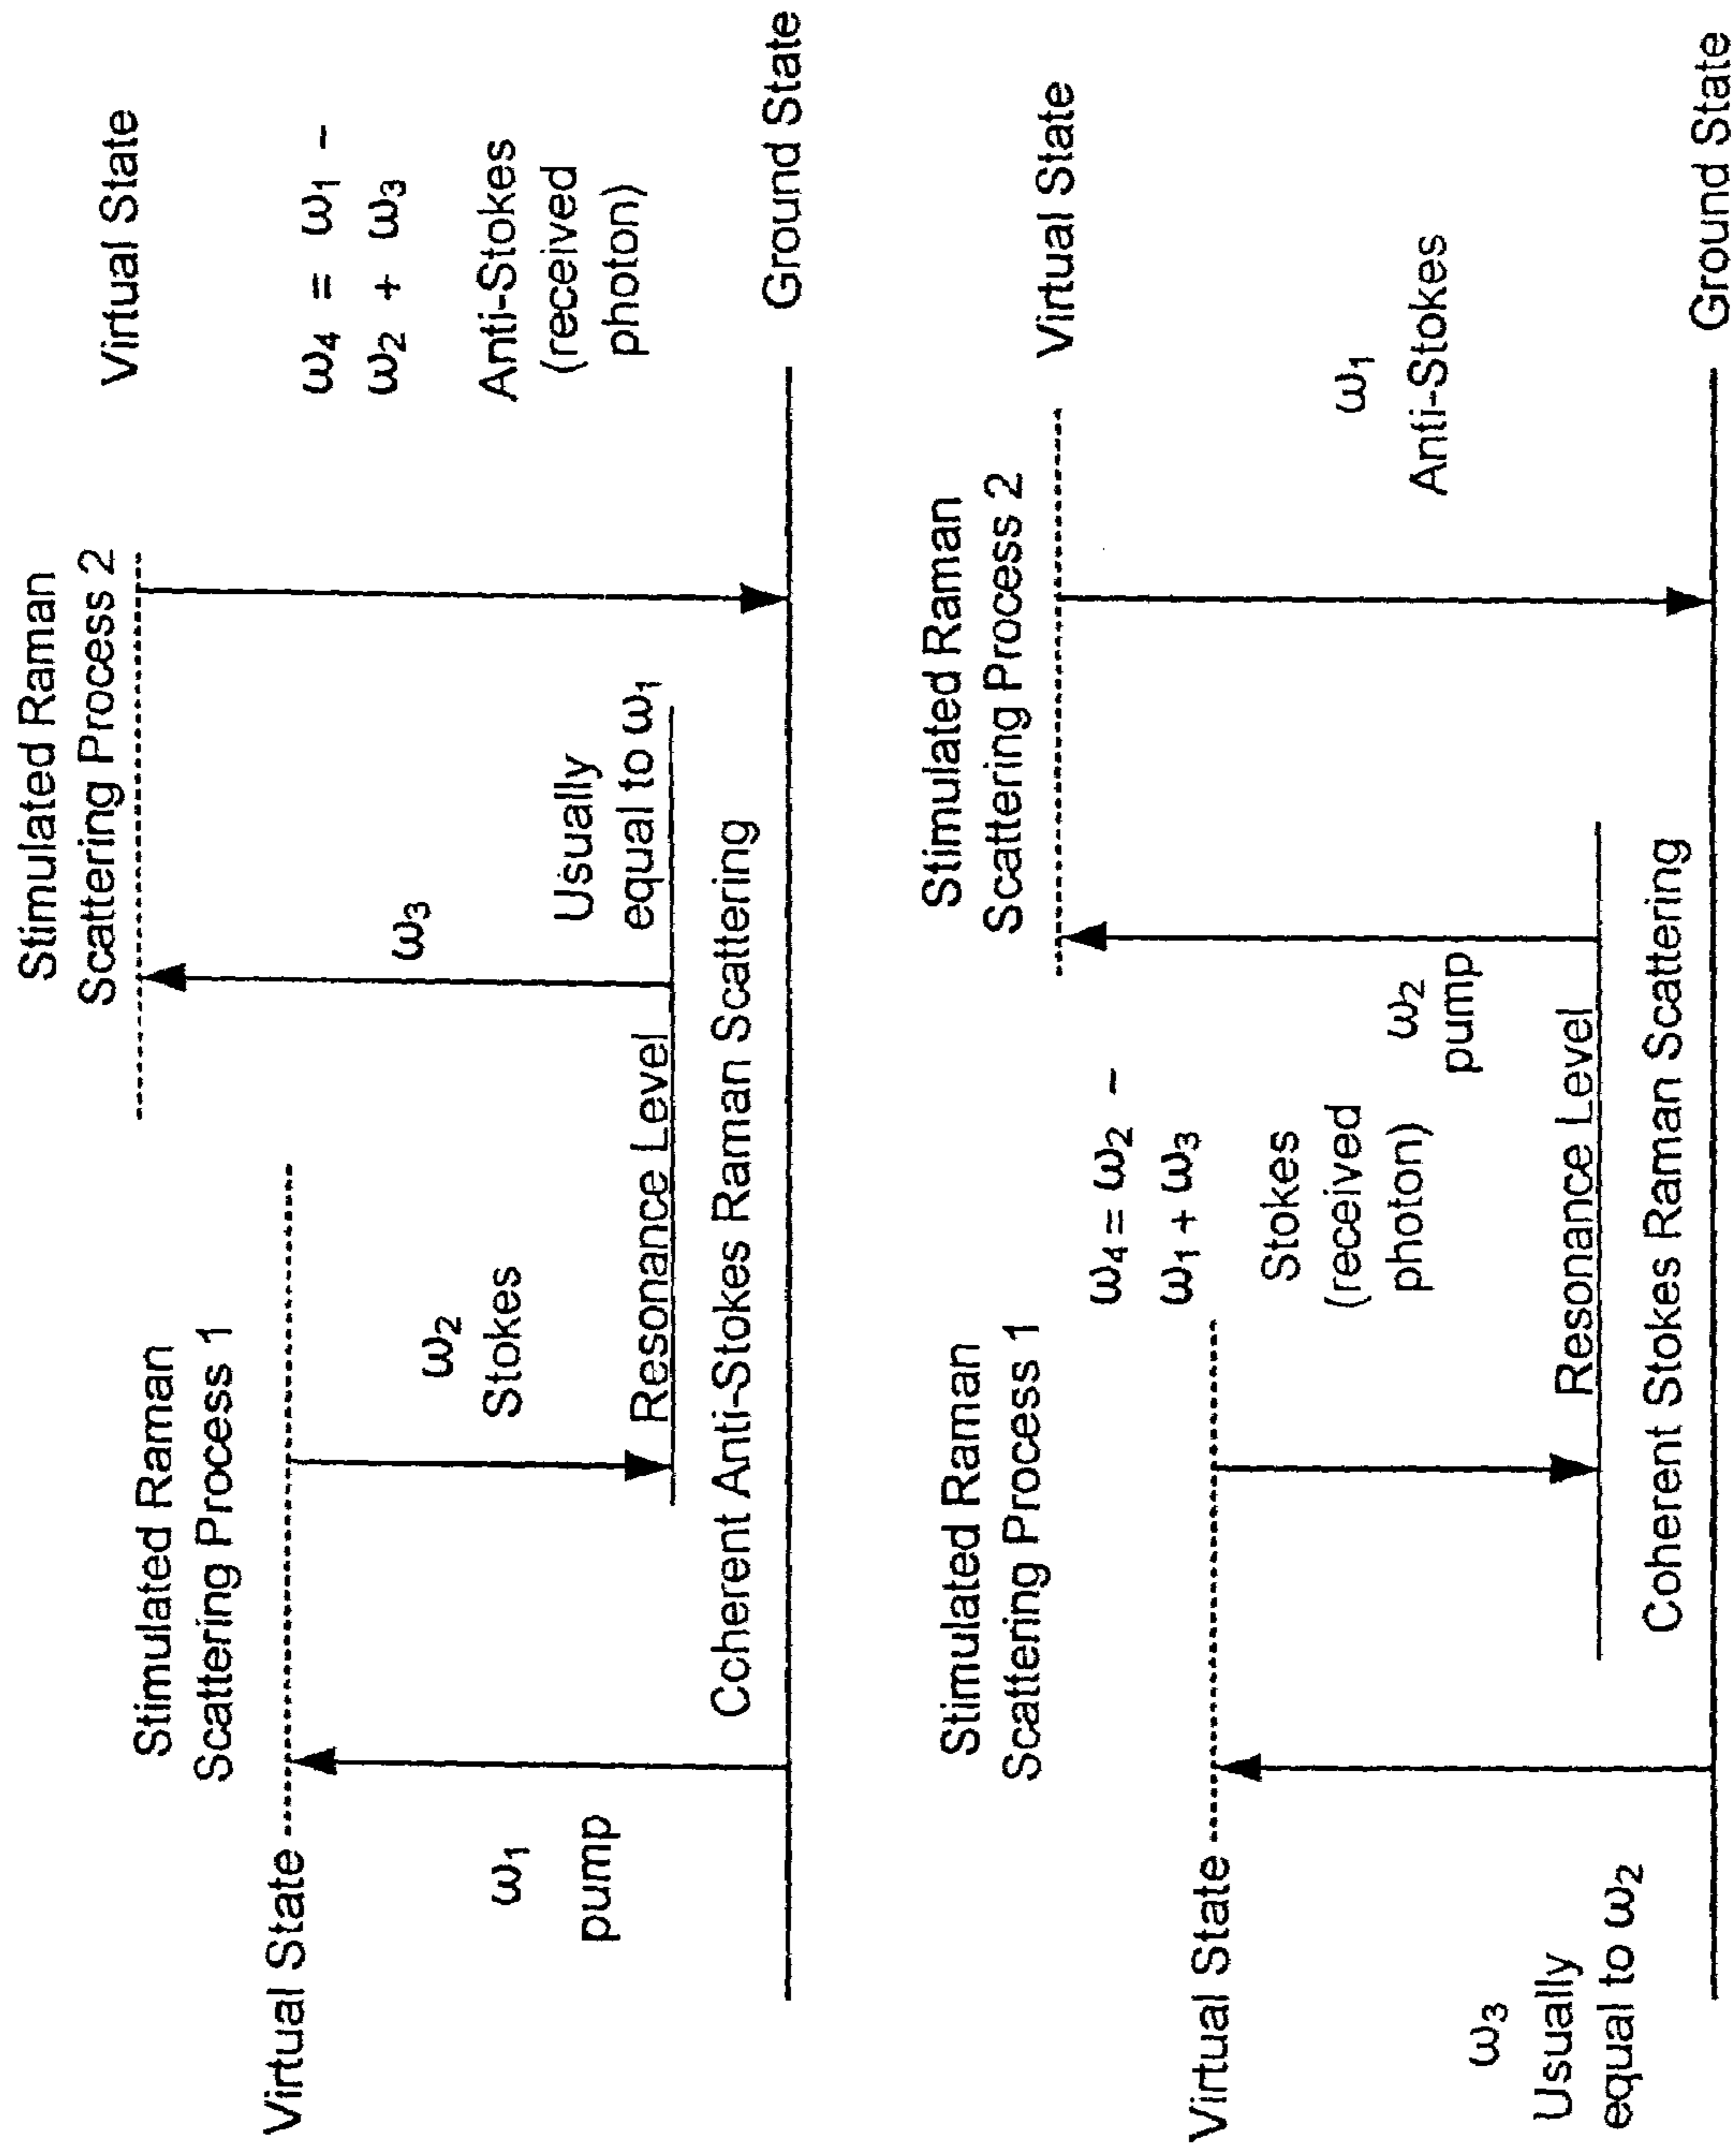 Stimulated Raman
Scattering Process 1
Stimulated Raman
Scattering Process 2
Virtual State
Virtual State
ω1
pump
ω2
Stokes
ω3
Usually
equal to ω1
ω4 = ω1 -
ω2 + ω3
Anti-Stokes
(received
photon)
Resonance Level
Coherent Anti-Stokes Raman Scattering
Ground State
Stimulated Raman
Scattering Process 1
Stimulated Raman
Scattering Process 2
Virtual State
Virtual State
ω3
Usually
equal to ω2
ω4 = ω2 -
ω1 + ω3
Stokes
(received
photon)
ω2
pump
ω1
Anti-Stokes
Resonance Level
Coherent Stokes Raman Scattering
Ground State